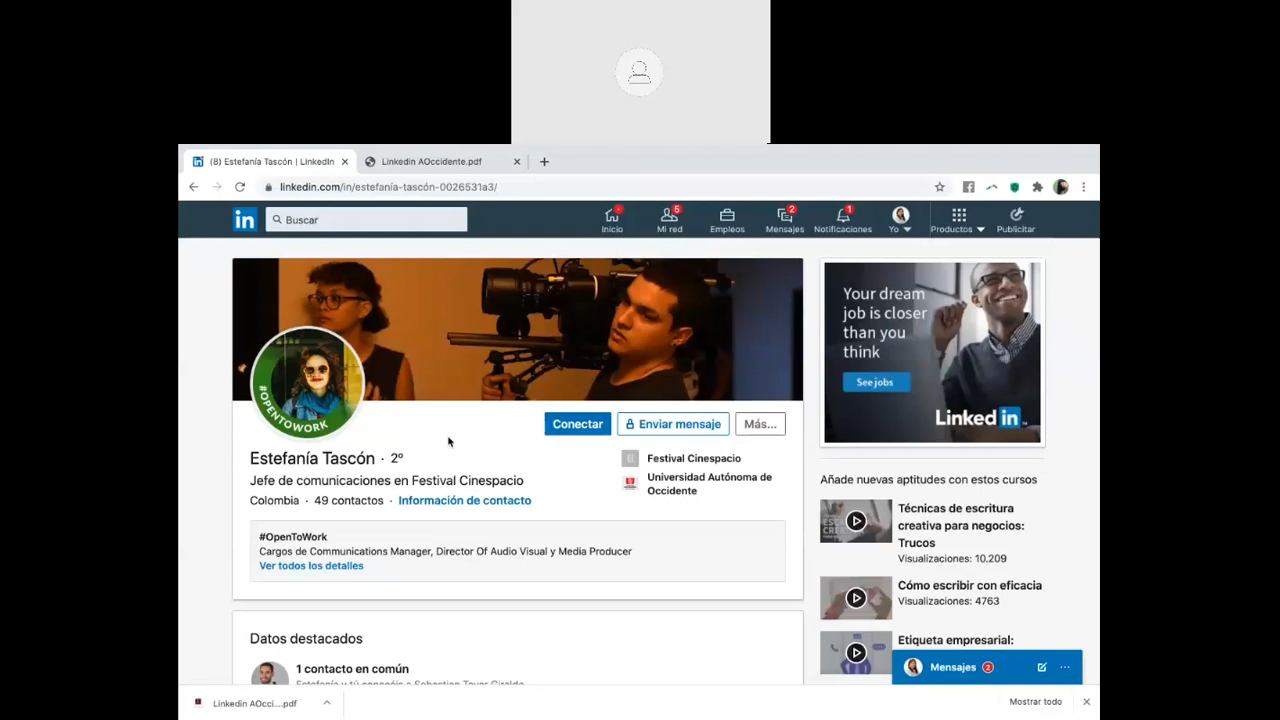 (8) Estefanía Tascón | LinkedIn
Linkedin AOccidente.pdf
linkedin.com/in/estefanía-tascón-0026531a3/
in
Buscar
Inicio
5
Mi red
Empleos
2
Mensajes
1
Notificaciones
Yo
Productos
Publicitar
#OPENTOWORK
Conectar
Enviar mensaje
Más...
Estefanía Tascón · 2º
Jefe de comunicaciones en Festival Cinespacio
Colombia · 49 contactos · Información de contacto
Festival Cinespacio
Universidad Autónoma de
Occidente
#OpenToWork
Cargos de Communications Manager, Director Of Audio Visual y Media Producer
Ver todos los detalles
Datos destacados
1 contacto en común
Estefanía y tú conocéis a Sebastian Tovar Giraldo
Your dream
job is closer
than you
think
See jobs
Linked in
Añade nuevas aptitudes con estos cursos
Técnicas de escritura
creativa para negocios:
Trucos
Visualizaciones: 10.209
Cómo escribir con eficacia
Visualizaciones: 4763
Etiqueta empresarial:
Mensajes 2
Linkedin AOcci....pdf
Mostrar todo